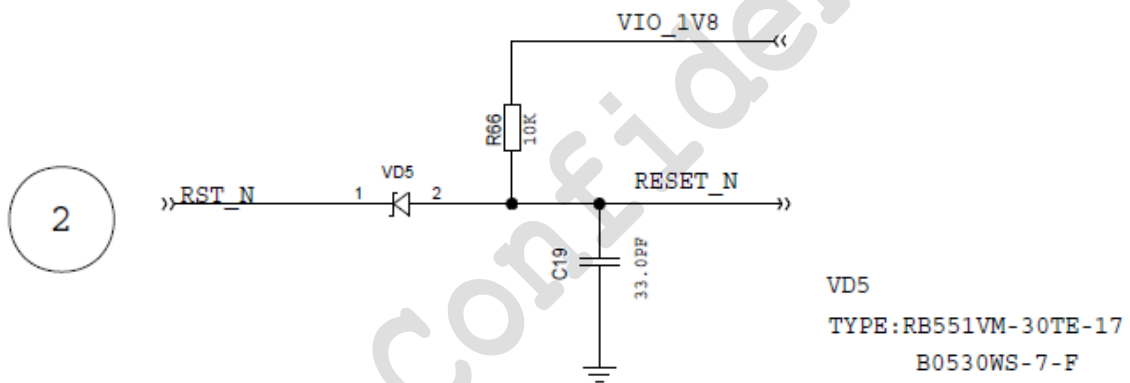 VIO_1V8
R66
10K
VD5
RST_N
1
2
RESET_N
2
C19
33.0PF
VD5
TYPE:RB551VM-30TE-17
B0530WS-7-F
Confiden